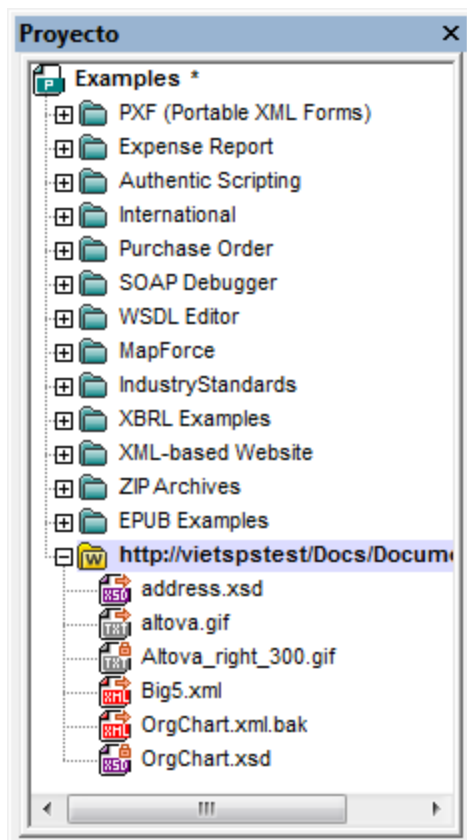 Proyecto
Examples *
PXF (Portable XML Forms)
Expense Report
Authentic Scripting
International
Purchase Order
SOAP Debugger
WSDL Editor
MapForce
IndustryStandards
XBRL Examples
XML-based Website
ZIP Archives
EPUB Examples
http://vietspstest/Docs/Docume
address.xsd
altova.gif
Altova_right_300.gif
Big5.xml
OrgChart.xml.bak
OrgChart.xsd